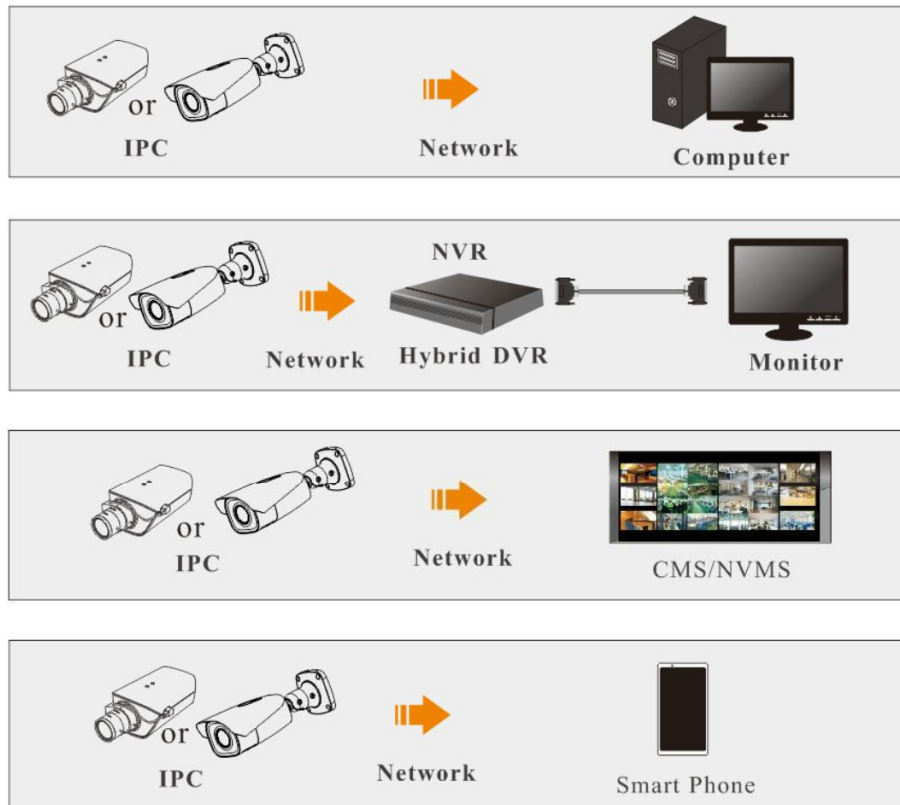 or
IPC
Network
Computer
NVR
or
IPC
Network
Hybrid DVR
Monitor
or
IPC
Network
CMS/NVMS
or
IPC
Network
Smart Phone